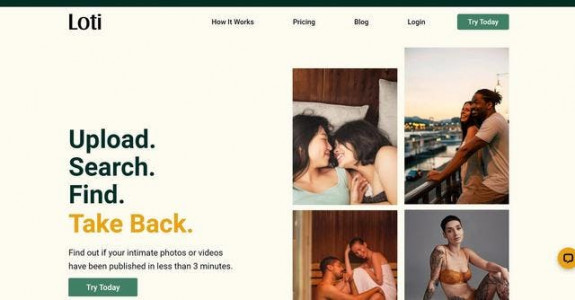 Loti
How It Works
Pricing
Blog
Login
Try Today
Upload.
Search.
Find.
Take Back.
Find out if your intimate photos or videos
have been published in less than 3 minutes.
Try Today